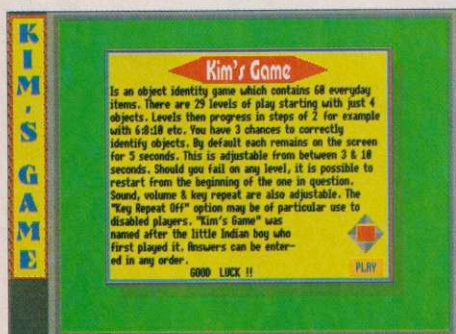 KIM'S GAME
Kim's Game
Is an object identity game which contains 60 everyday
items. There are 29 levels of play starting with just 4
objects. Levels then progress in steps of 2 for example
with 6:8:10 etc. You have 3 chances to correctly
identify objects. By default each remains on the screen
for 5 seconds. This is adjustable from between 3 & 10
seconds. Should you fail on any level, it is possible to
restart from the beginning of the one in question.
Sound, volume & key repeat are also adjustable. The
"Key Repeat Off" option may be of particular use to
disabled players. "Kim's Game" was
named after the little Indian boy who
first played it. Answers can be enter-
ed in any order.
GOOD LUCK !!
PLAY